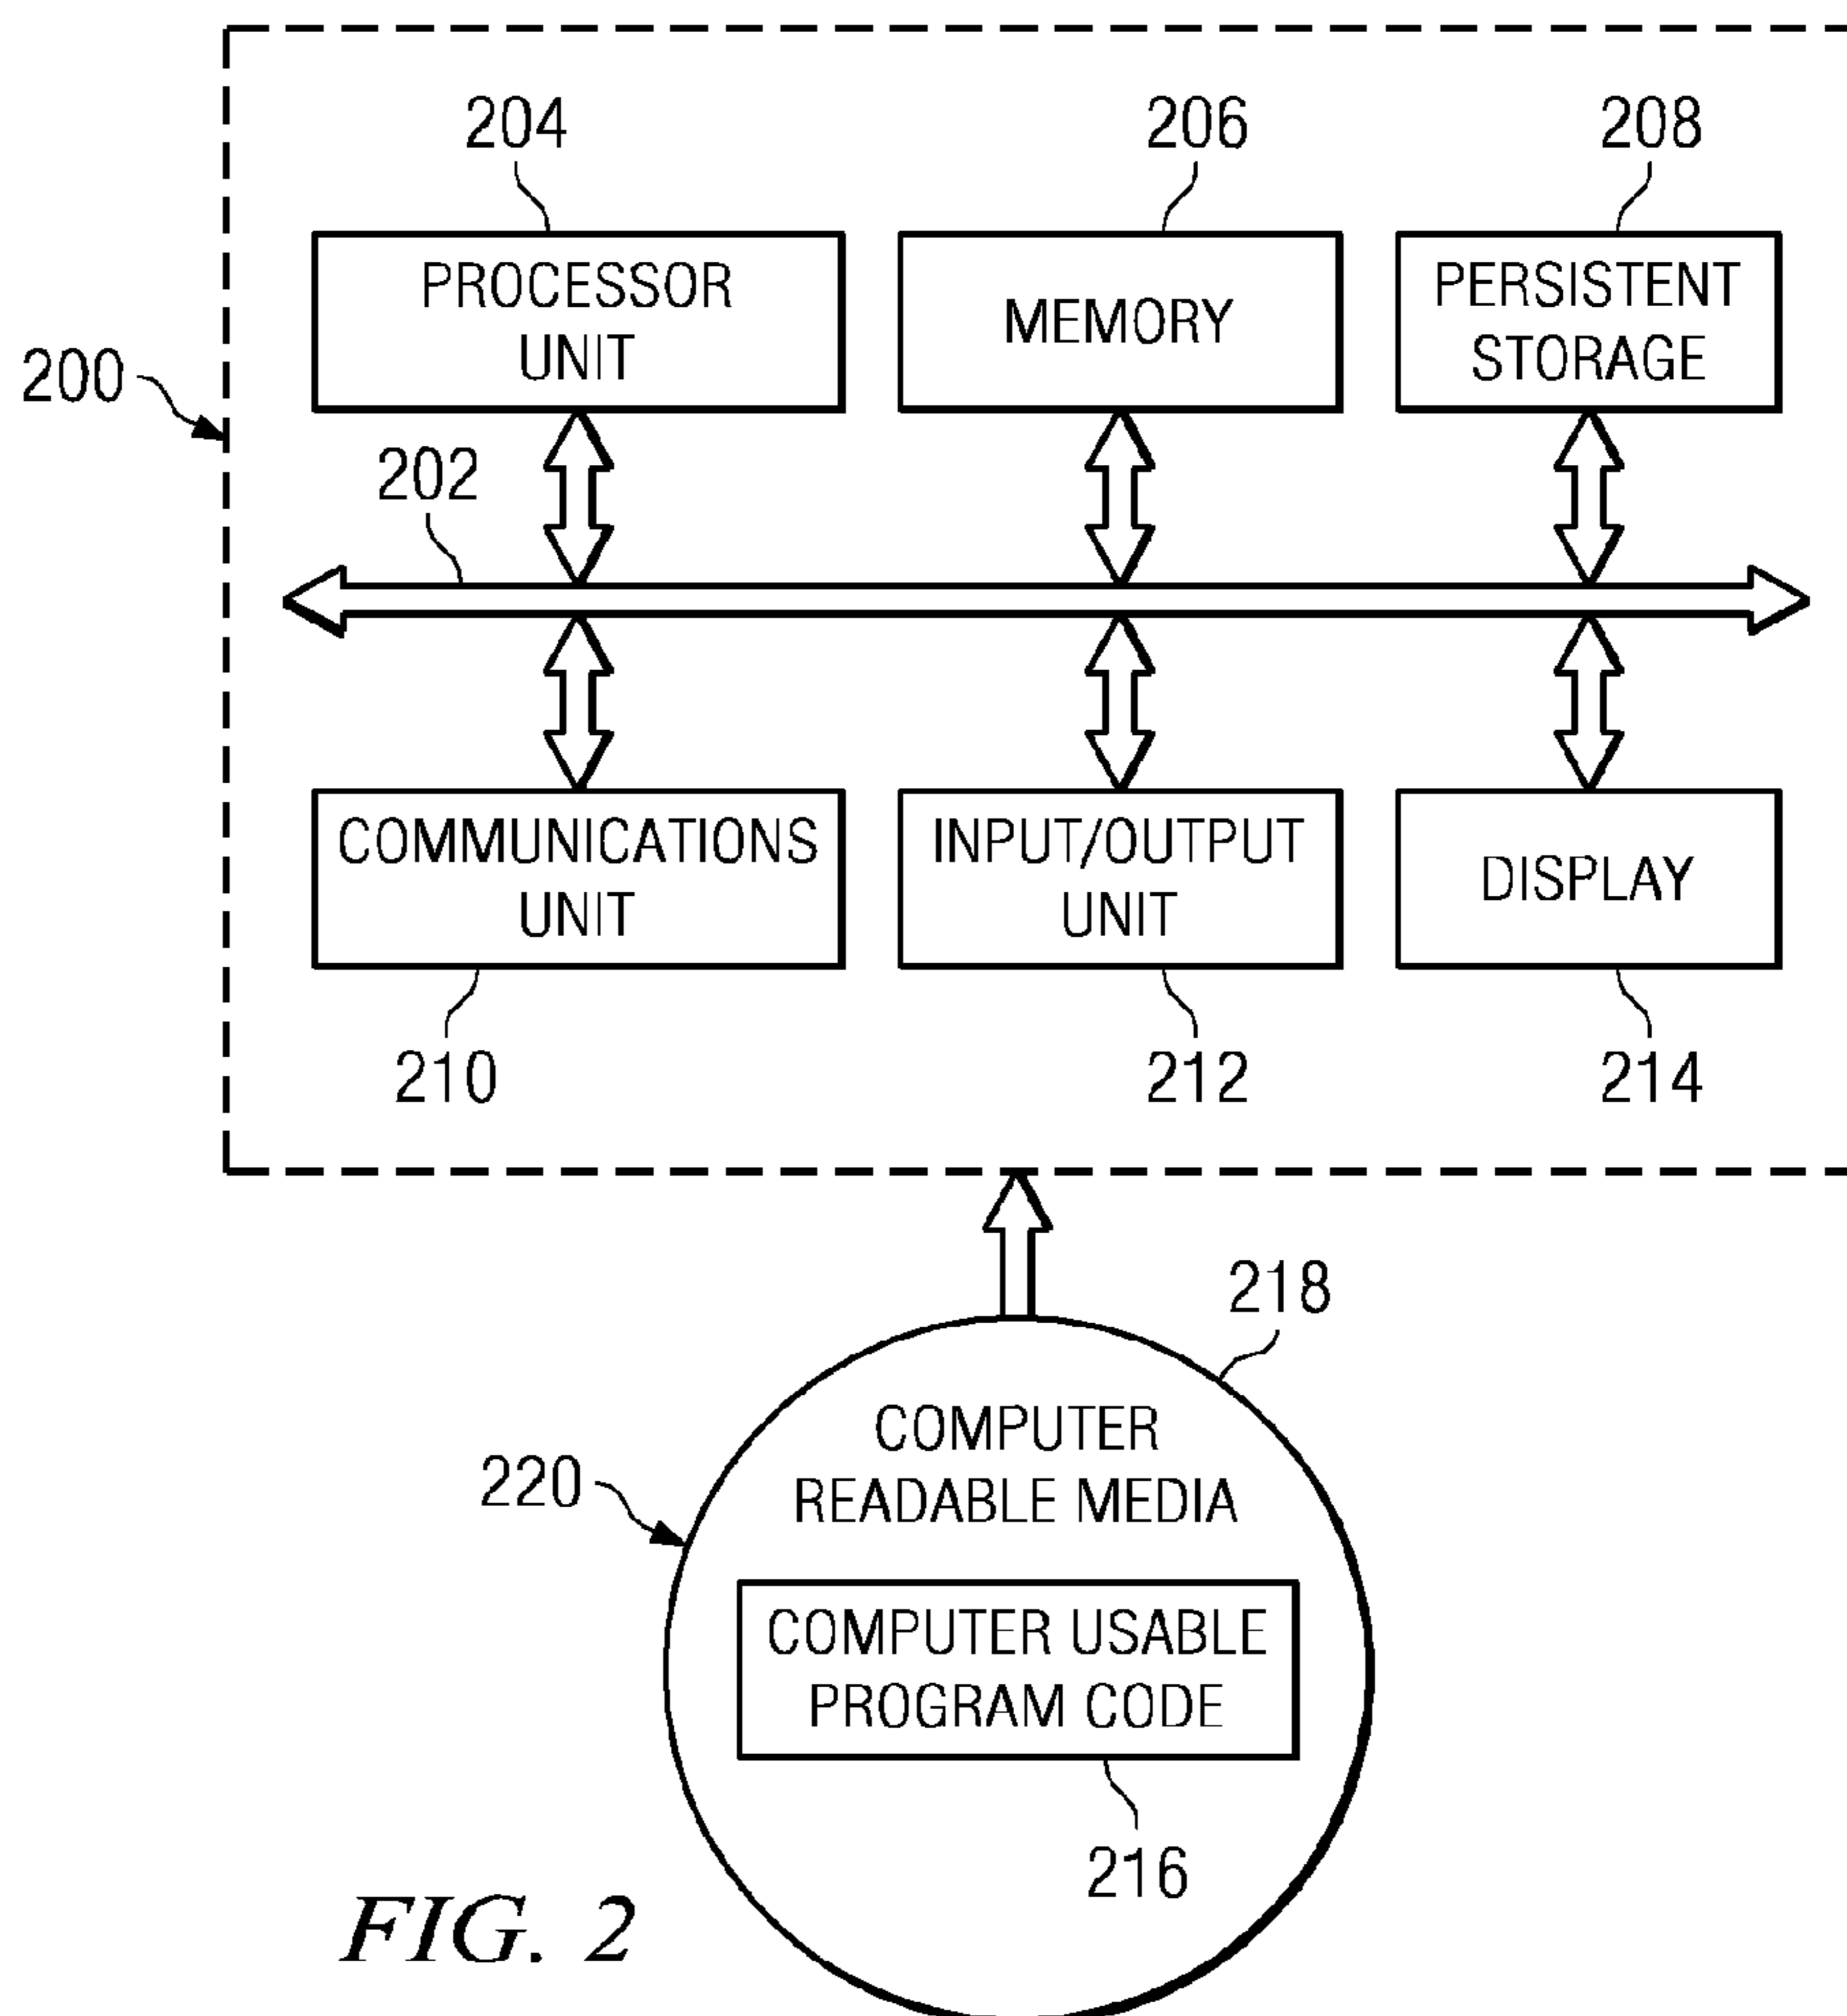 204
206
208
PROCESSOR
UNIT
MEMORY
PERSISTENT
STORAGE
200
202
COMMUNICATIONS
UNIT
INPUT/OUTPUT
UNIT
DISPLAY
210
212
214
218
COMPUTER
READABLE MEDIA
220
COMPUTER USABLE
PROGRAM CODE
216
FIG. 2